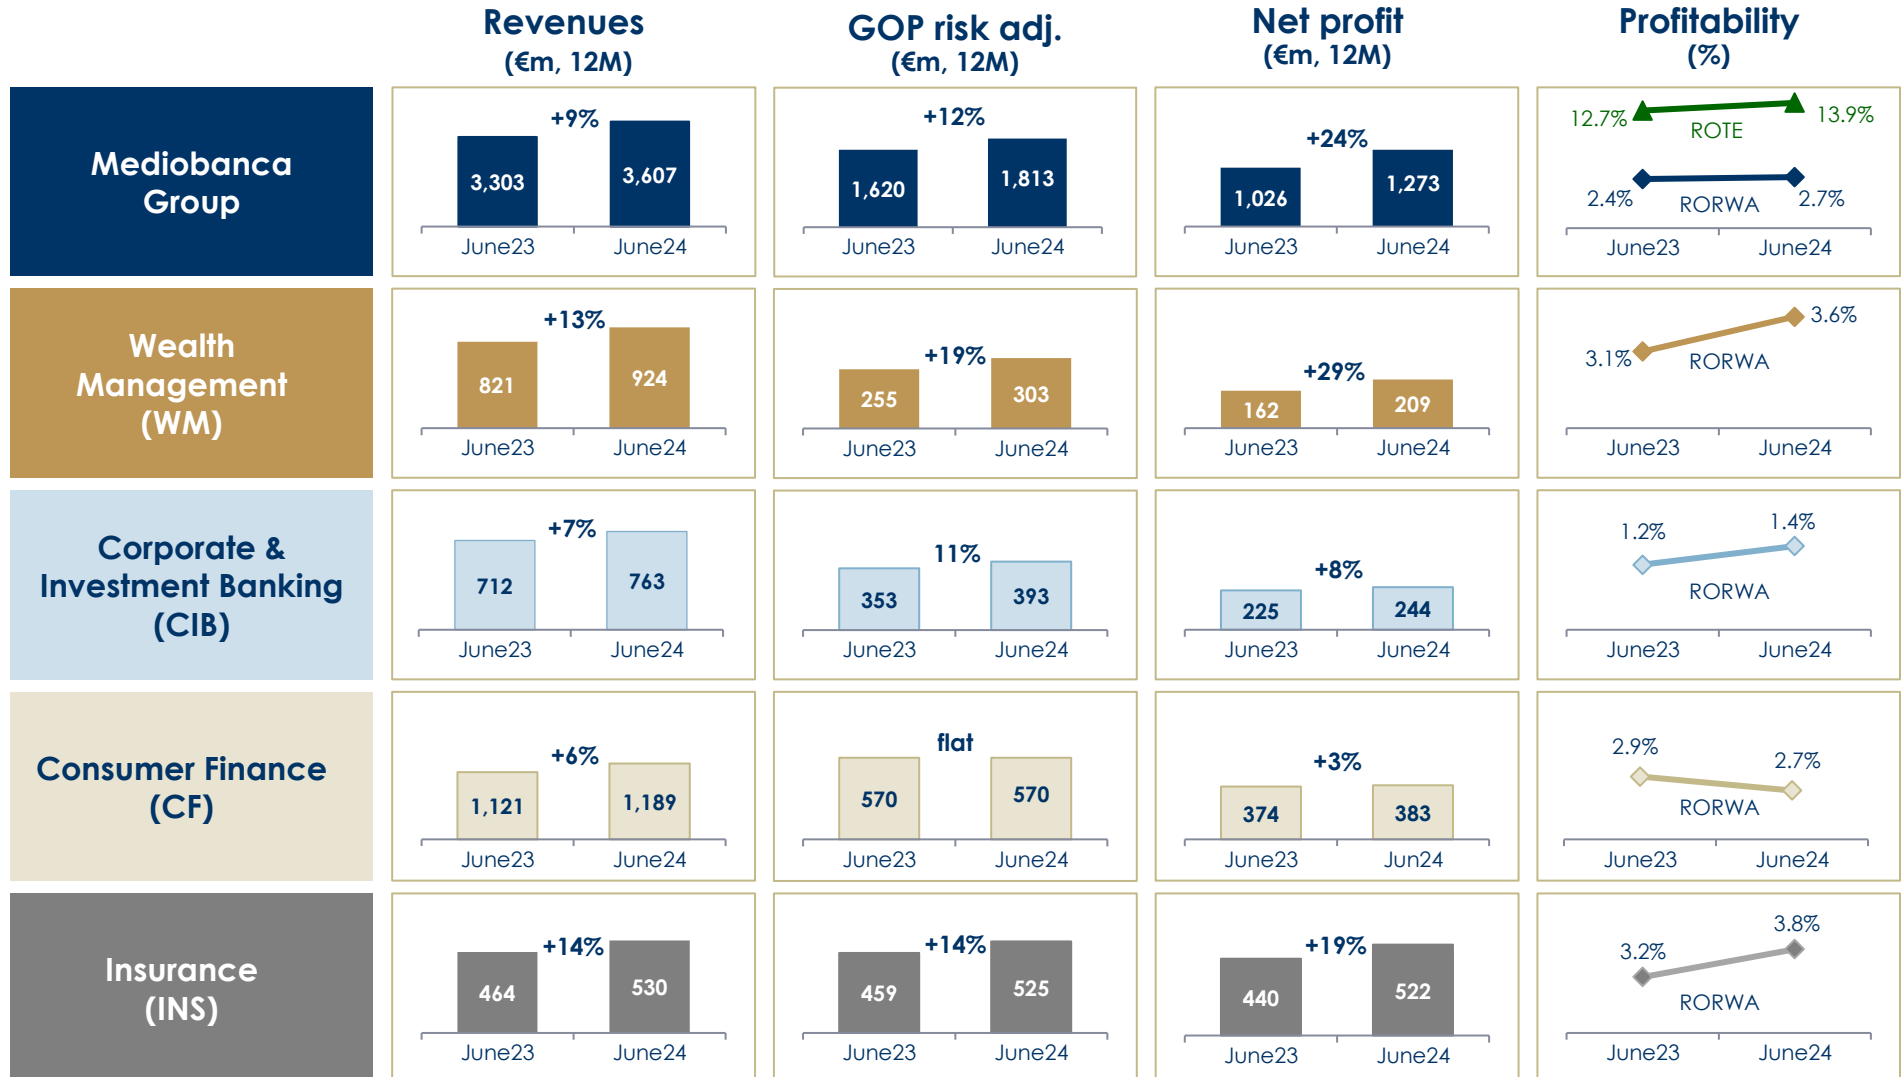 Revenues
(€m, 12M)
GOP risk adj.
(€m, 12M)
Net profit
(€m, 12M)
Profitability
(%)
Mediobanca
Group
+9%
3,303
3,607
June23
June24
+12%
1,620
1,813
June23
June24
+24%
1,026
1,273
June23
June24
12.7%
ROTE
13.9%
2.4%
RORWA
2.7%
June23
June24
Wealth
Management
(WM)
+13%
821
924
June23
June24
+19%
255
303
June23
June24
+29%
162
209
June23
June24
3.1%
RORWA
3.6%
June23
June24
Corporate &
Investment Banking
(CIB)
+7%
712
763
June23
June24
11%
353
393
June23
June24
+8%
225
244
June23
June24
1.2%
1.4%
RORWA
June23
June24
Consumer Finance
(CF)
+6%
1,121
1,189
June23
June24
flat
570
570
June23
June24
+3%
374
383
June23
Jun24
2.9%
2.7%
RORWA
June23
June24
Insurance
(INS)
+14%
464
530
June23
June24
+14%
459
525
June23
June24
+19%
440
522
June23
June24
3.2%
3.8%
RORWA
June23
June24